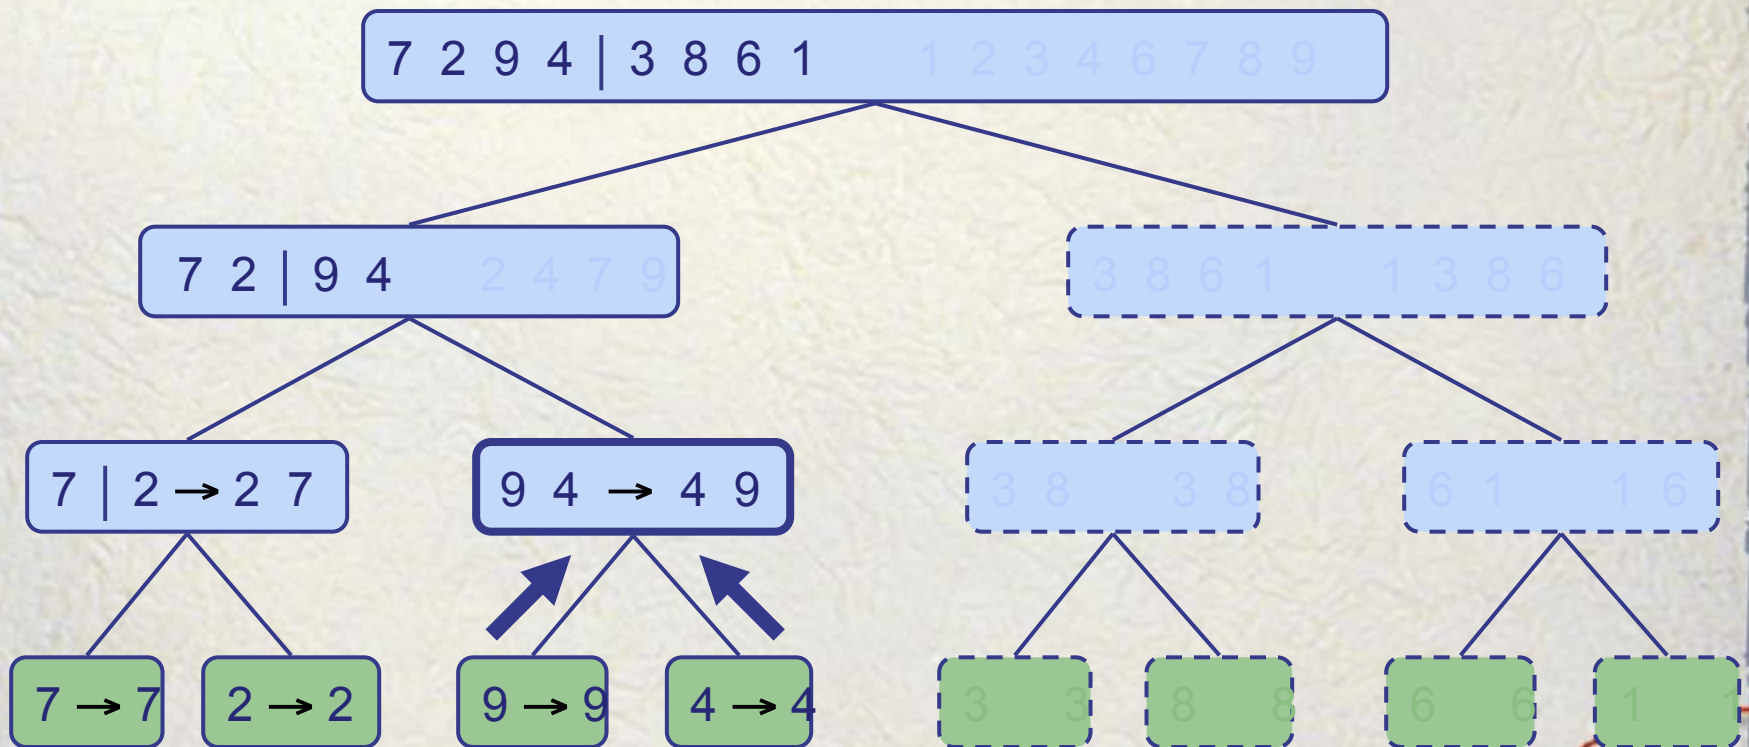 7 2 9 4 | 3 8 6 1 1 2 3 4 6 7 8 9
7 2 | 9 4 2 4 7 9
3 8 6 1 1 3 8 6
7 | 2 → 2 7
9 4 → 4 9
3 8 3 8
6 1 1 6
7 → 7
2 → 2
9 → 9
4 → 4
3 3
8 8
6 6
1 1